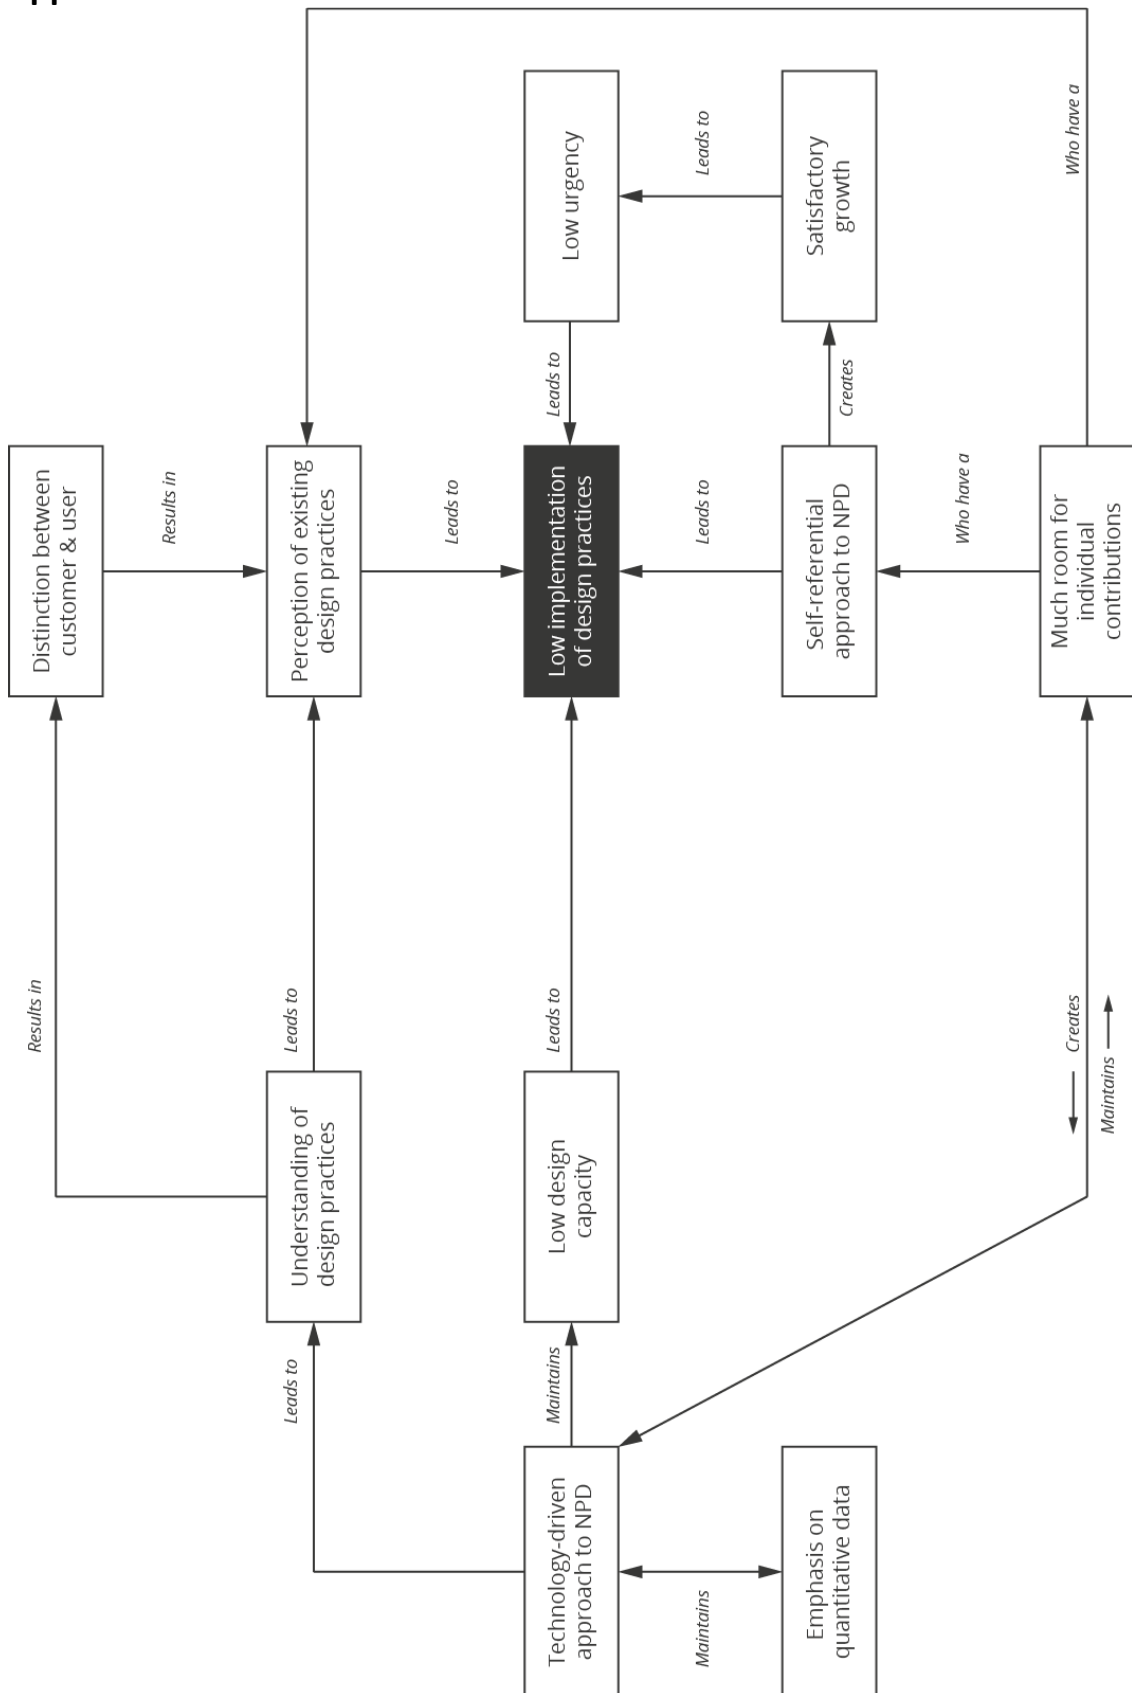 Distinction between
customer & user
Results in
Results in
Understanding of
design practices
Leads to
Leads to
Perception of existing
design practices
Leads to
Technology-driven
approach to NPD
Maintains
Low design
capacity
Leads to
Low implementation
of design practices
Leads to
Low urgency
Maintains
Leads to
Leads to
Emphasis on
quantitative data
Self-referential
approach to NPD
Creates
Satisfactory
growth
Who have a
Creates
Maintains
Much room for
individual
contributions
Who have a